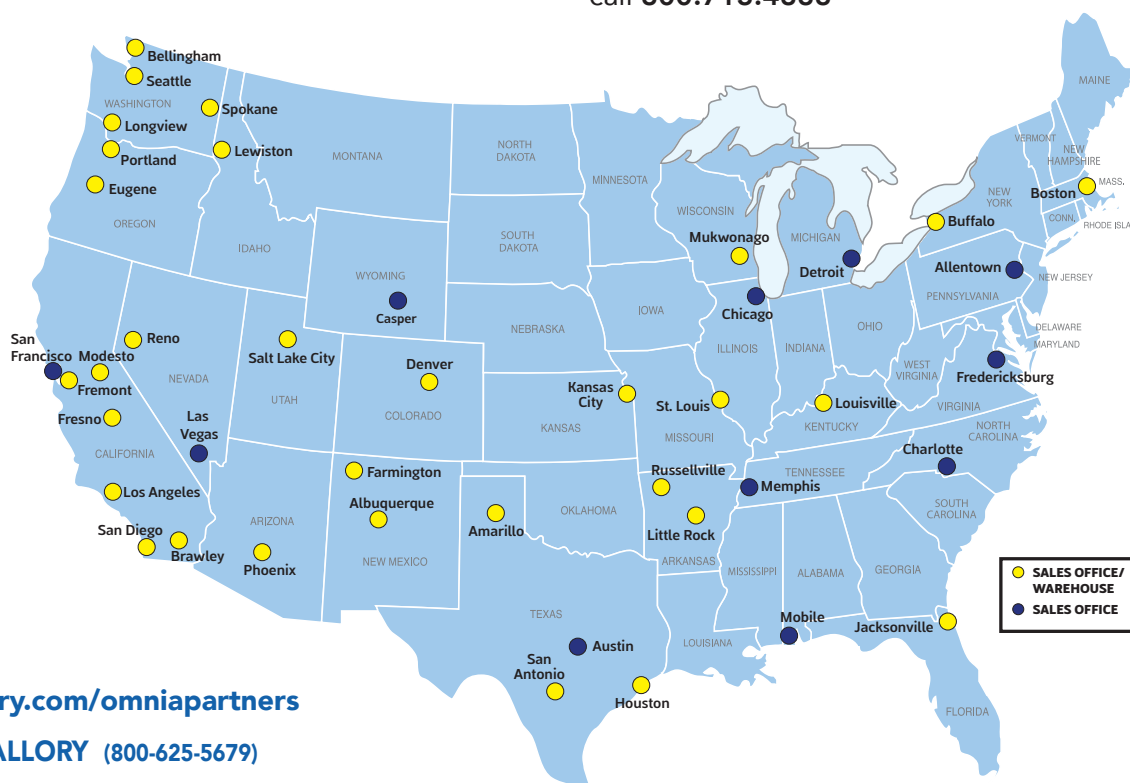 Bellingham
Seattle
WASHINGTON
Spokane
Longview
Portland
Lewiston
Eugene
OREGON
IDAHO
MONTANA
NORTH
DAKOTA
MINNESOTA
SOUTH
DAKOTA
WISCONSIN
Mukwonago
MICHIGAN
Detroit
MAINE
VERMONT
NEW
HAMPSHIRE
MASS.
Boston
NEW
YORK
CONN.
Buffalo
Allentown
NEW JERSEY
PENNSYLVANIA
WYOMING
Casper
NEBRASKA
IOWA
Chicago
ILLINOIS
INDIANA
OHIO
DELAWARE
MARYLAND
WEST
VIRGINIA
Fredericksburg
VIRGINIA
San
Francisco
Modesto
Reno
Fremont
NEVADA
Salt Lake City
UTAH
Denver
COLORADO
Kansas
City
KANSAS
St. Louis
MISSOURI
Louisville
KENTUCKY
Fresno
Las
Vegas
CALIFORNIA
Los Angeles
San Diego
Brawley
ARIZONA
Phoenix
Farmington
Albuquerque
NEW MEXICO
Amarillo
OKLAHOMA
Russellville
Little Rock
ARKANSAS
Memphis
TENNESSEE
NORTH
CAROLINA
Charlotte
SOUTH
CAROLINA
MISSISSIPPI
ALABAMA
GEORGIA
TEXAS
Austin
San
Antonio
Houston
LOUISIANA
Mobile
Jacksonville
FLORIDA
SALES OFFICE/
WAREHOUSE
SALES OFFICE
ry.com/omniapartners
ALLORY (800-625-5679)